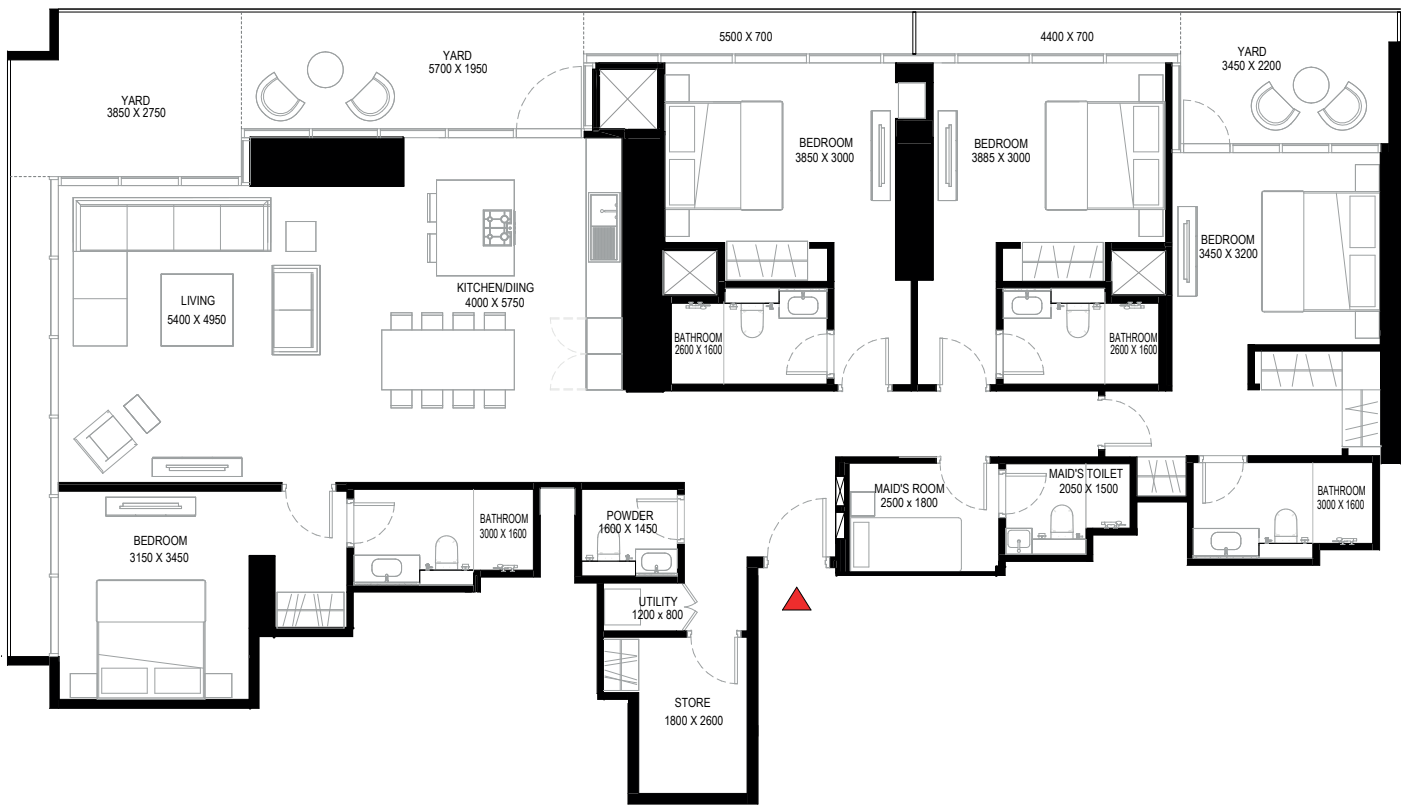 5500 X 700
4400 X 700
YARD
5700 X 1950
YARD
3450 X 2200
YARD
3850 X 2750
BEDROOM
3850 X 3000
BEDROOM
3885 X 3000
BEDROOM
3450 X 3200
LIVING
5400 X 4950
KITCHEN/DIING
4000 X 5750
BATHROOM
2600 X 1600
BATHROOM
2600 X 1600
MAID'S ROOM
2500 x 1800
MAID'S TOILET
2050 X 1500
BATHROOM
3000 X 1600
BEDROOM
3150 X 3450
BATHROOM
3000 X 1600
POWDER
1600 X 1450
UTILITY
1200 x 800
STORE
1800 X 2600